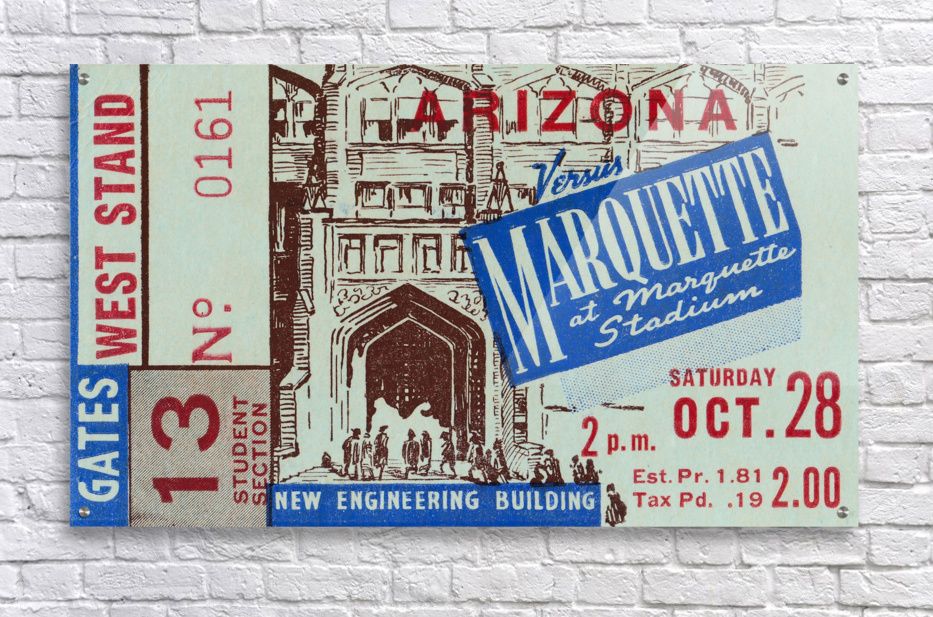 GATES
WEST STAND
Nº 0161
13
STUDENT
SECTION
ARIZONA
Versus
MARQUETTE
at Marquette
Stadium
SATURDAY
OCT. 28
2 p.m.
Est. Pr. 1.81
Tax Pd. .19
2.00
NEW ENGINEERING BUILDING